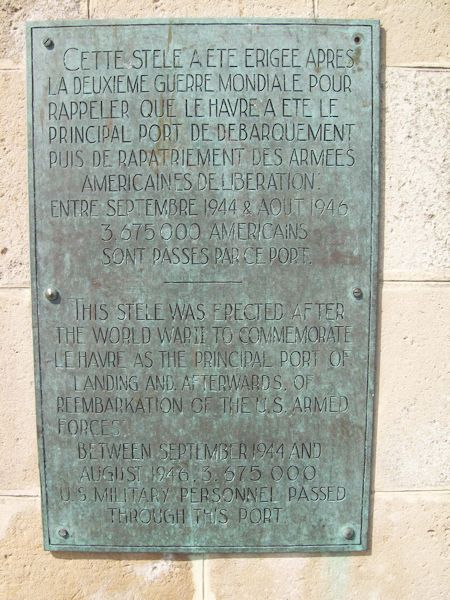 CETTE STELE A ETE ERIGEE APRES
LA DEUXIEME GUERRE MONDIALE POUR
RAPPELER QUE LE HAVRE A ETE LE
PRINCIPAL PORT DE DEBARQUEMENT
PUIS DE RAPATRIEMENT DES ARMEES
AMERICAINES DE LIBERATION.
ENTRE SEPTEMBRE 1944 & AOUT 1946
3.675000 AMERICAINS
SONT PASSES PAR CE PORT.
THIS STELE WAS ERECTED AFTER
THE WORLD WAR II TO COMMEMORATE
LE HAVRE AS THE PRINCIPAL PORT OF
LANDING AND AFTERWARDS, OF
REEMBARKATION OF THE U.S. ARMED
FORCES.
BETWEEN SEPTEMBER 1944 AND
AUGUST 1946, 3.675000
U.S MILITARY PERSONNEL PASSED
THROUGH THIS PORT.